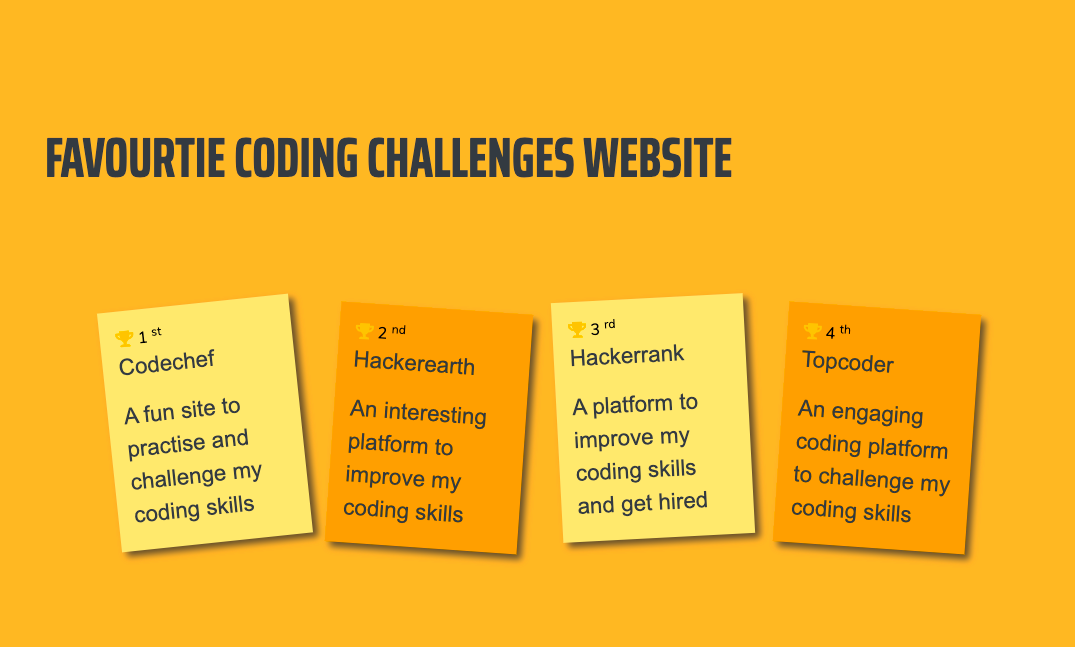 FAVOURTIE CODING CHALLENGES WEBSITE
1 st
Codechef
A fun site to
practise and
challenge my
coding skills
2 nd
Hackerearth
An interesting
platform to
improve my
coding skills
3 rd
Hackerrank
A platform to
improve my
coding skills
and get hired
4 th
Topcoder
An engaging
coding platform
to challenge my
coding skills